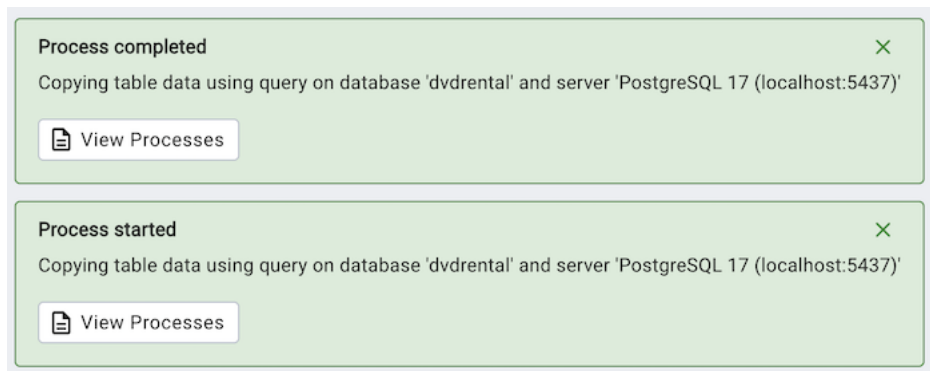 Process completed
Copying table data using query on database 'dvdrental' and server 'PostgreSQL 17 (localhost:5437)'
View Processes
Process started
Copying table data using query on database 'dvdrental' and server 'PostgreSQL 17 (localhost:5437)'
View Processes